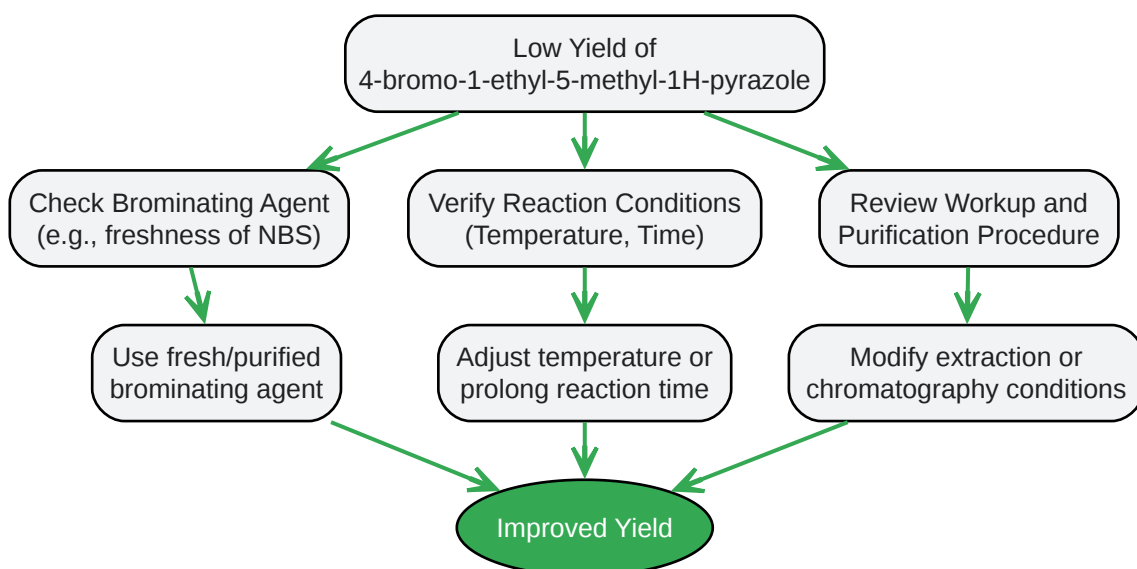 Low Yield of
4-bromo-1-ethyl-5-methyl-1H-pyrazole
Check Brominating Agent
(e.g., freshness of NBS)
Verify Reaction Conditions
(Temperature, Time)
Review Workup and
Purification Procedure
Use fresh/purified
brominating agent
Adjust temperature or
prolong reaction time
Modify extraction or
chromatography conditions
Improved Yield